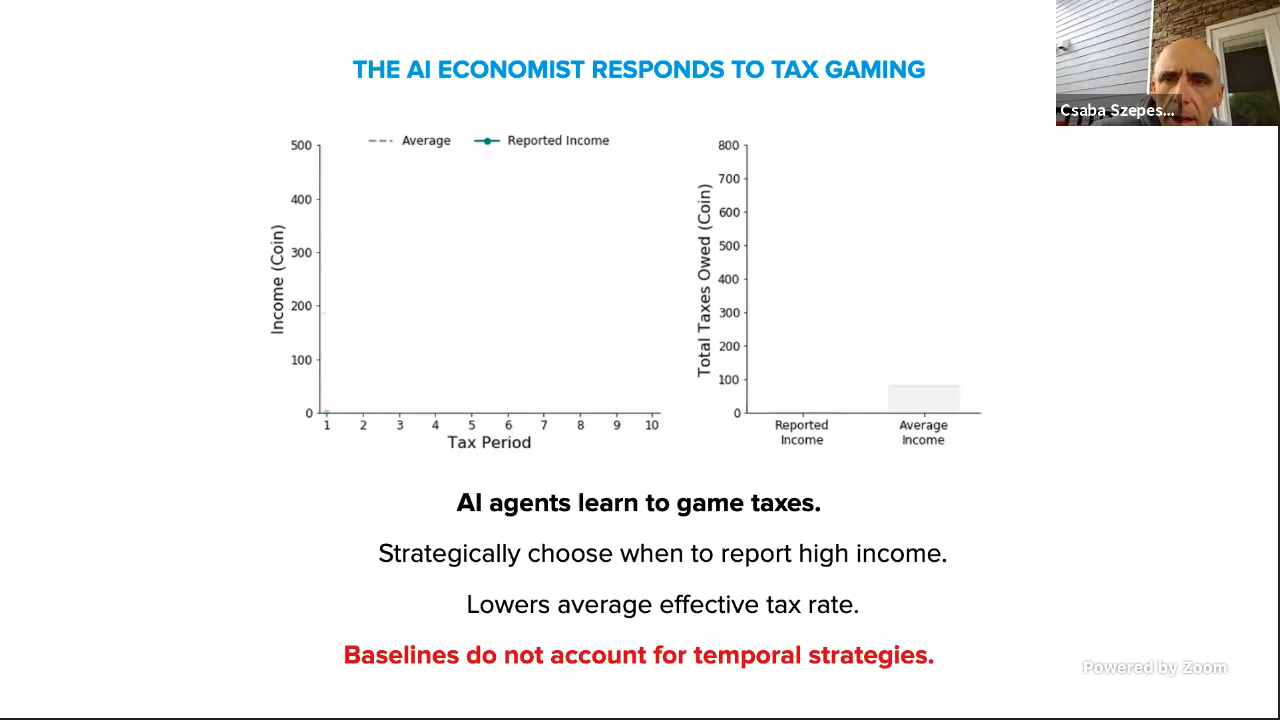 THE AI ECONOMIST RESPONDS TO TAX GAMING
Csaba Szepes...
Average
Reported Income
500
400
300
200
100
0
Income (Coin)
1 2 3 4 5 6 7 8 9 10
Tax Period
800
700
600
500
400
300
200
100
0
Total Taxes Owed (Coin)
Reported Income
Average Income
AI agents learn to game taxes.
Strategically choose when to report high income.
Lowers average effective tax rate.
Baselines do not account for temporal strategies.
Powered by Zoom